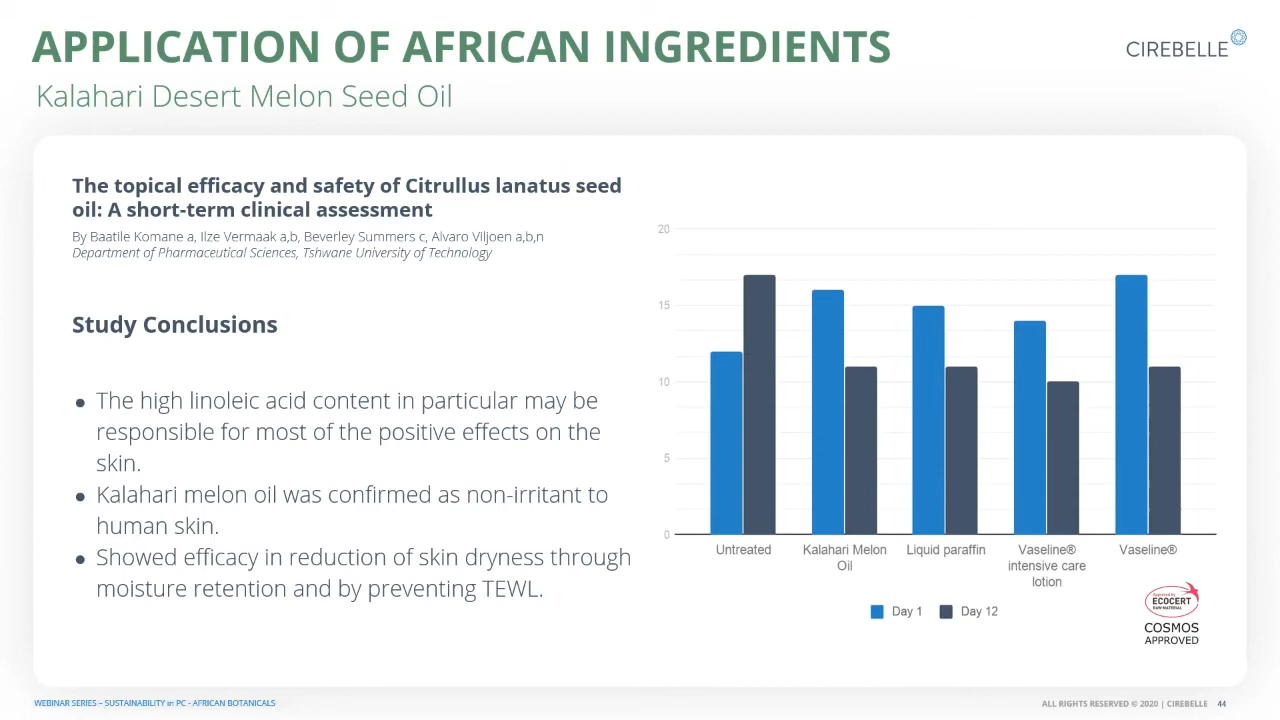 APPLICATION OF AFRICAN INGREDIENTS
CIREBELLE
Kalahari Desert Melon Seed Oil
The topical efficacy and safety of Citrullus lanatus seed
oil: A short-term clinical assessment
By Baatile Komane a, Ilze Vermaak a,b, Beverley Summers c, Alvaro Viljoen a,b,n
Department of Pharmaceutical Sciences, Tshwane University of Technology
Study Conclusions
● The high linoleic acid content in particular may be
responsible for most of the positive effects on the
skin.
● Kalahari melon oil was confirmed as non-irritant to
human skin.
● Showed efficacy in reduction of skin dryness through
moisture retention and by preventing TEWL.
20
15
10
5
0
Untreated
Kalahari Melon
Oil
Liquid paraffin
Vaseline®
intensive care
lotion
Vaseline®
Day 1
Day 12
Approved by
ECOCERT
RAW MATERIAL
COSMOS
APPROVED
WEBINAR SERIES – SUSTAINABILITY in PC - AFRICAN BOTANICALS
ALL RIGHTS RESERVED © 2020 | CIREBELLE 44